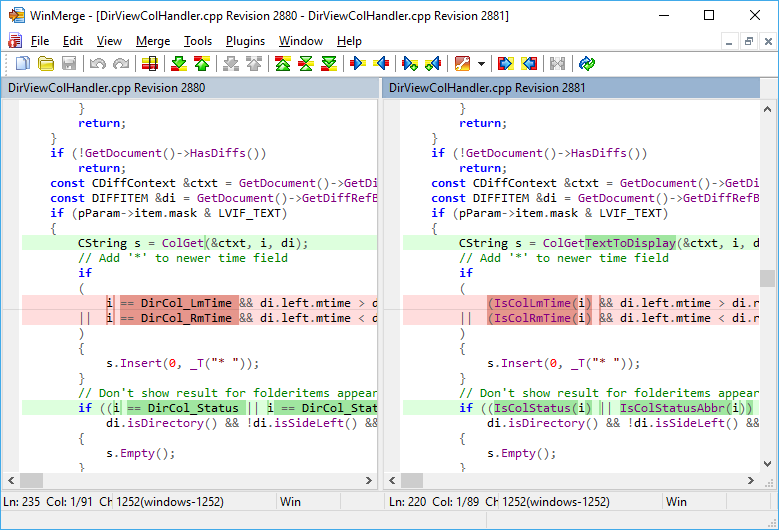 WinMerge - [DirViewColHandler.cpp Revision 2880 - DirViewColHandler.cpp Revision 2881]
File Edit View Merge Tools Plugins Window Help
DirViewColHandler.cpp Revision 2880
}
return;
}
if (!GetDocument()->HasDiffs())
return;
const CDiffContext &ctxt = GetDocument()->GetDi
const DIFFITEM &di = GetDocument()->GetDiffRefB
if (pParam->item.mask & LVIF_TEXT)
{
CString s = ColGet(&ctxt, i, di);
// Add '*' to newer time field
if
(
i == DirCol_LmTime && di.left.mtime > d
|| i == DirCol_RmTime && di.left.mtime < d
)
{
s.Insert(0, _T("* "));
}
// Don't show result for folderitems appear
if ((i == DirCol_Status || i == DirCol_Stat
di.isDirectory() && !di.isSideLeft() &&
{
s.Empty();
}
DirViewColHandler.cpp Revision 2881
}
return;
}
if (!GetDocument()->HasDiffs())
return;
const CDiffContext &ctxt = GetDocument()->GetDi
const DIFFITEM &di = GetDocument()->GetDiffRefB
if (pParam->item.mask & LVIF_TEXT)
{
CString s = ColGetTextToDisplay(&ctxt, i, d
// Add '*' to newer time field
if
(
(IsColLmTime(i) && di.left.mtime > di.r
|| (IsColRmTime(i) && di.left.mtime < di.r
)
{
s.Insert(0, _T("* "));
}
// Don't show result for folderitems appear
if ((IsColStatus(i) || IsColStatusAbbr(i))
di.isDirectory() && !di.isSideLeft() &&
{
s.Empty();
}
Ln: 235 Col: 1/91 Ch 1252(windows-1252) Win
Ln: 220 Col: 1/89 Ch 1252(windows-1252) Win